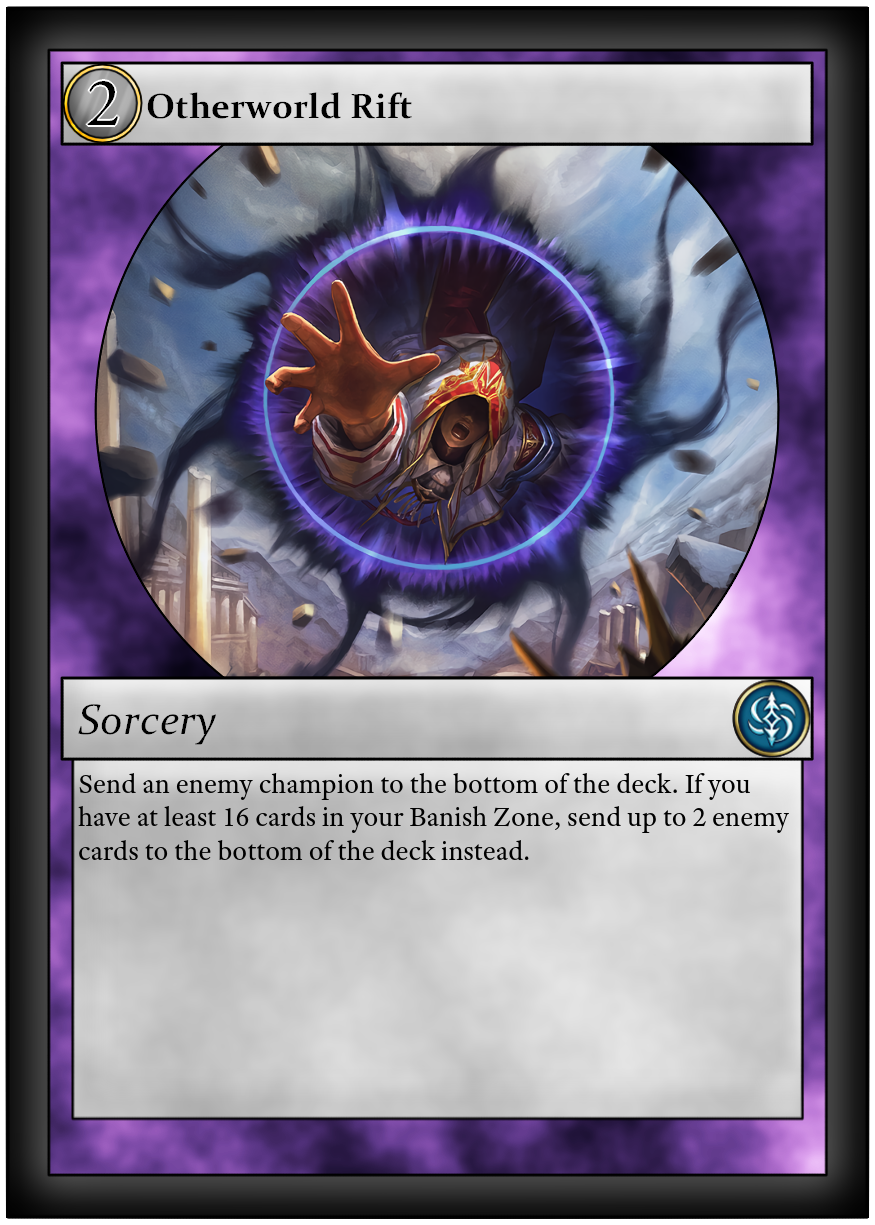 2 Otherworld Rift
Sorcery
Send an enemy champion to the bottom of the deck. If you
have at least 16 cards in your Banish Zone, send up to 2 enemy
cards to the bottom of the deck instead.